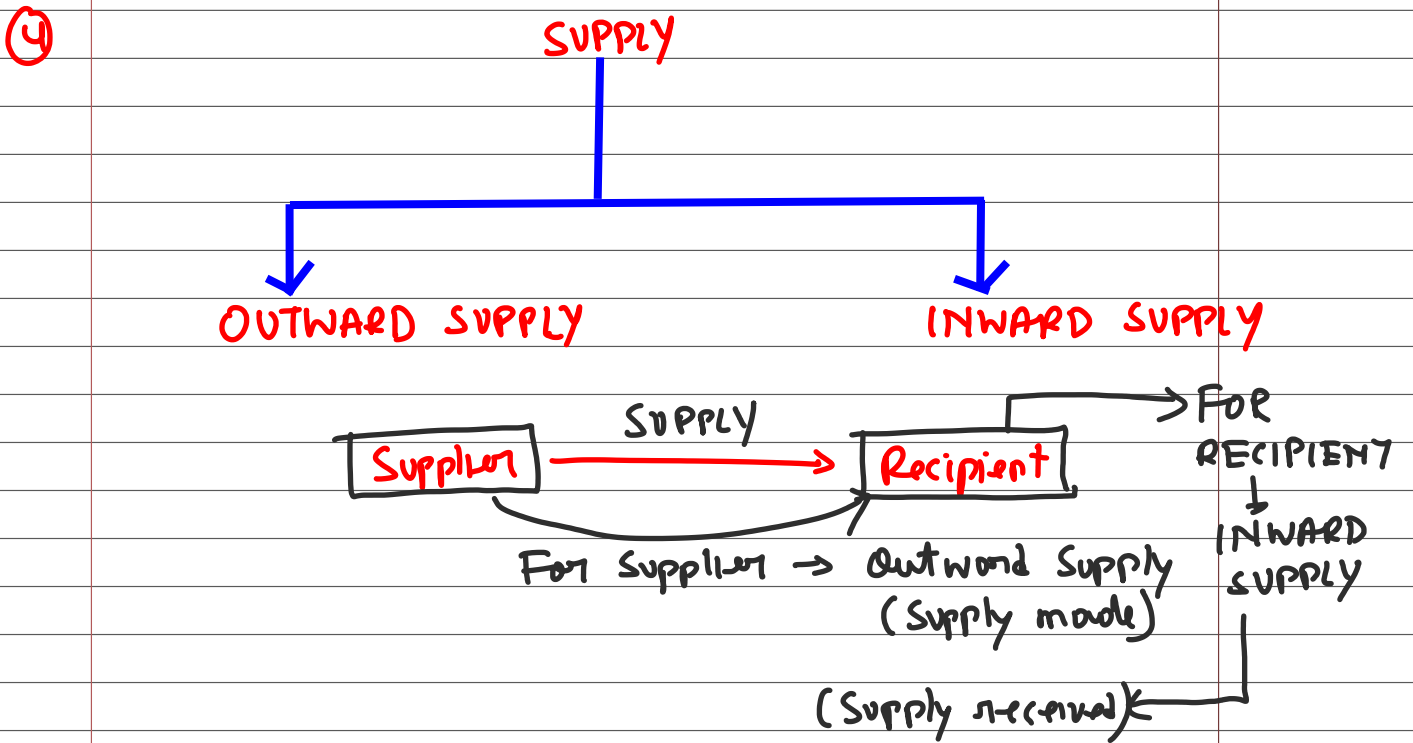 4
SUPPLY
OUTWARD SUPPLY
INWARD SUPPLY
SUPPLY
Supplier
Recipient
FOR
RECIPIENT
INWARD
SUPPLY
For Supplier → Outward Supply
(Supply made)
(Supply received)